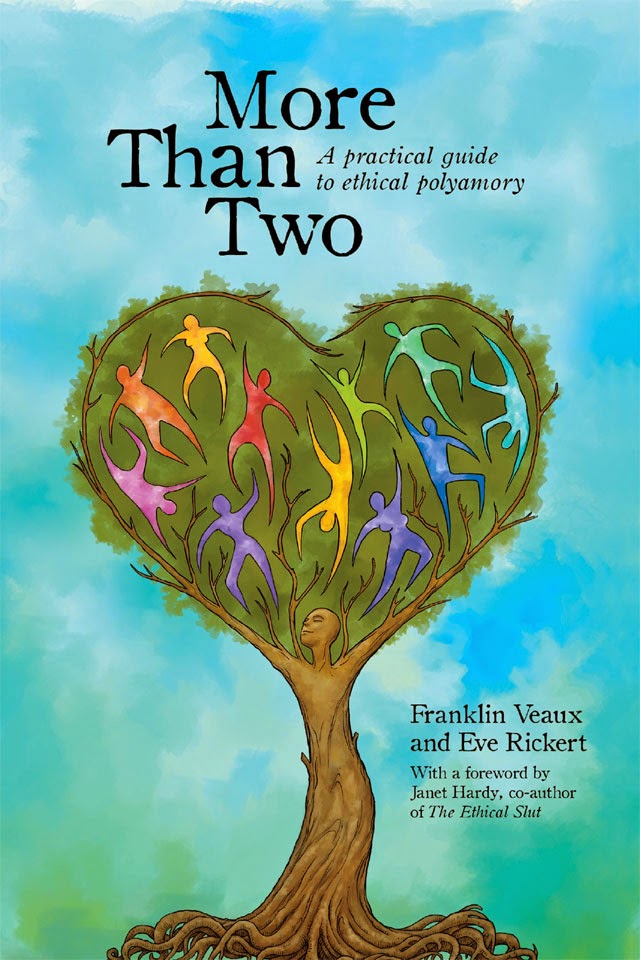 More
Than
Two
A practical guide
to ethical polyamory
Franklin Veaux
and Eve Rickert
With a foreword by
Janet Hardy, co-author
of The Ethical Slut